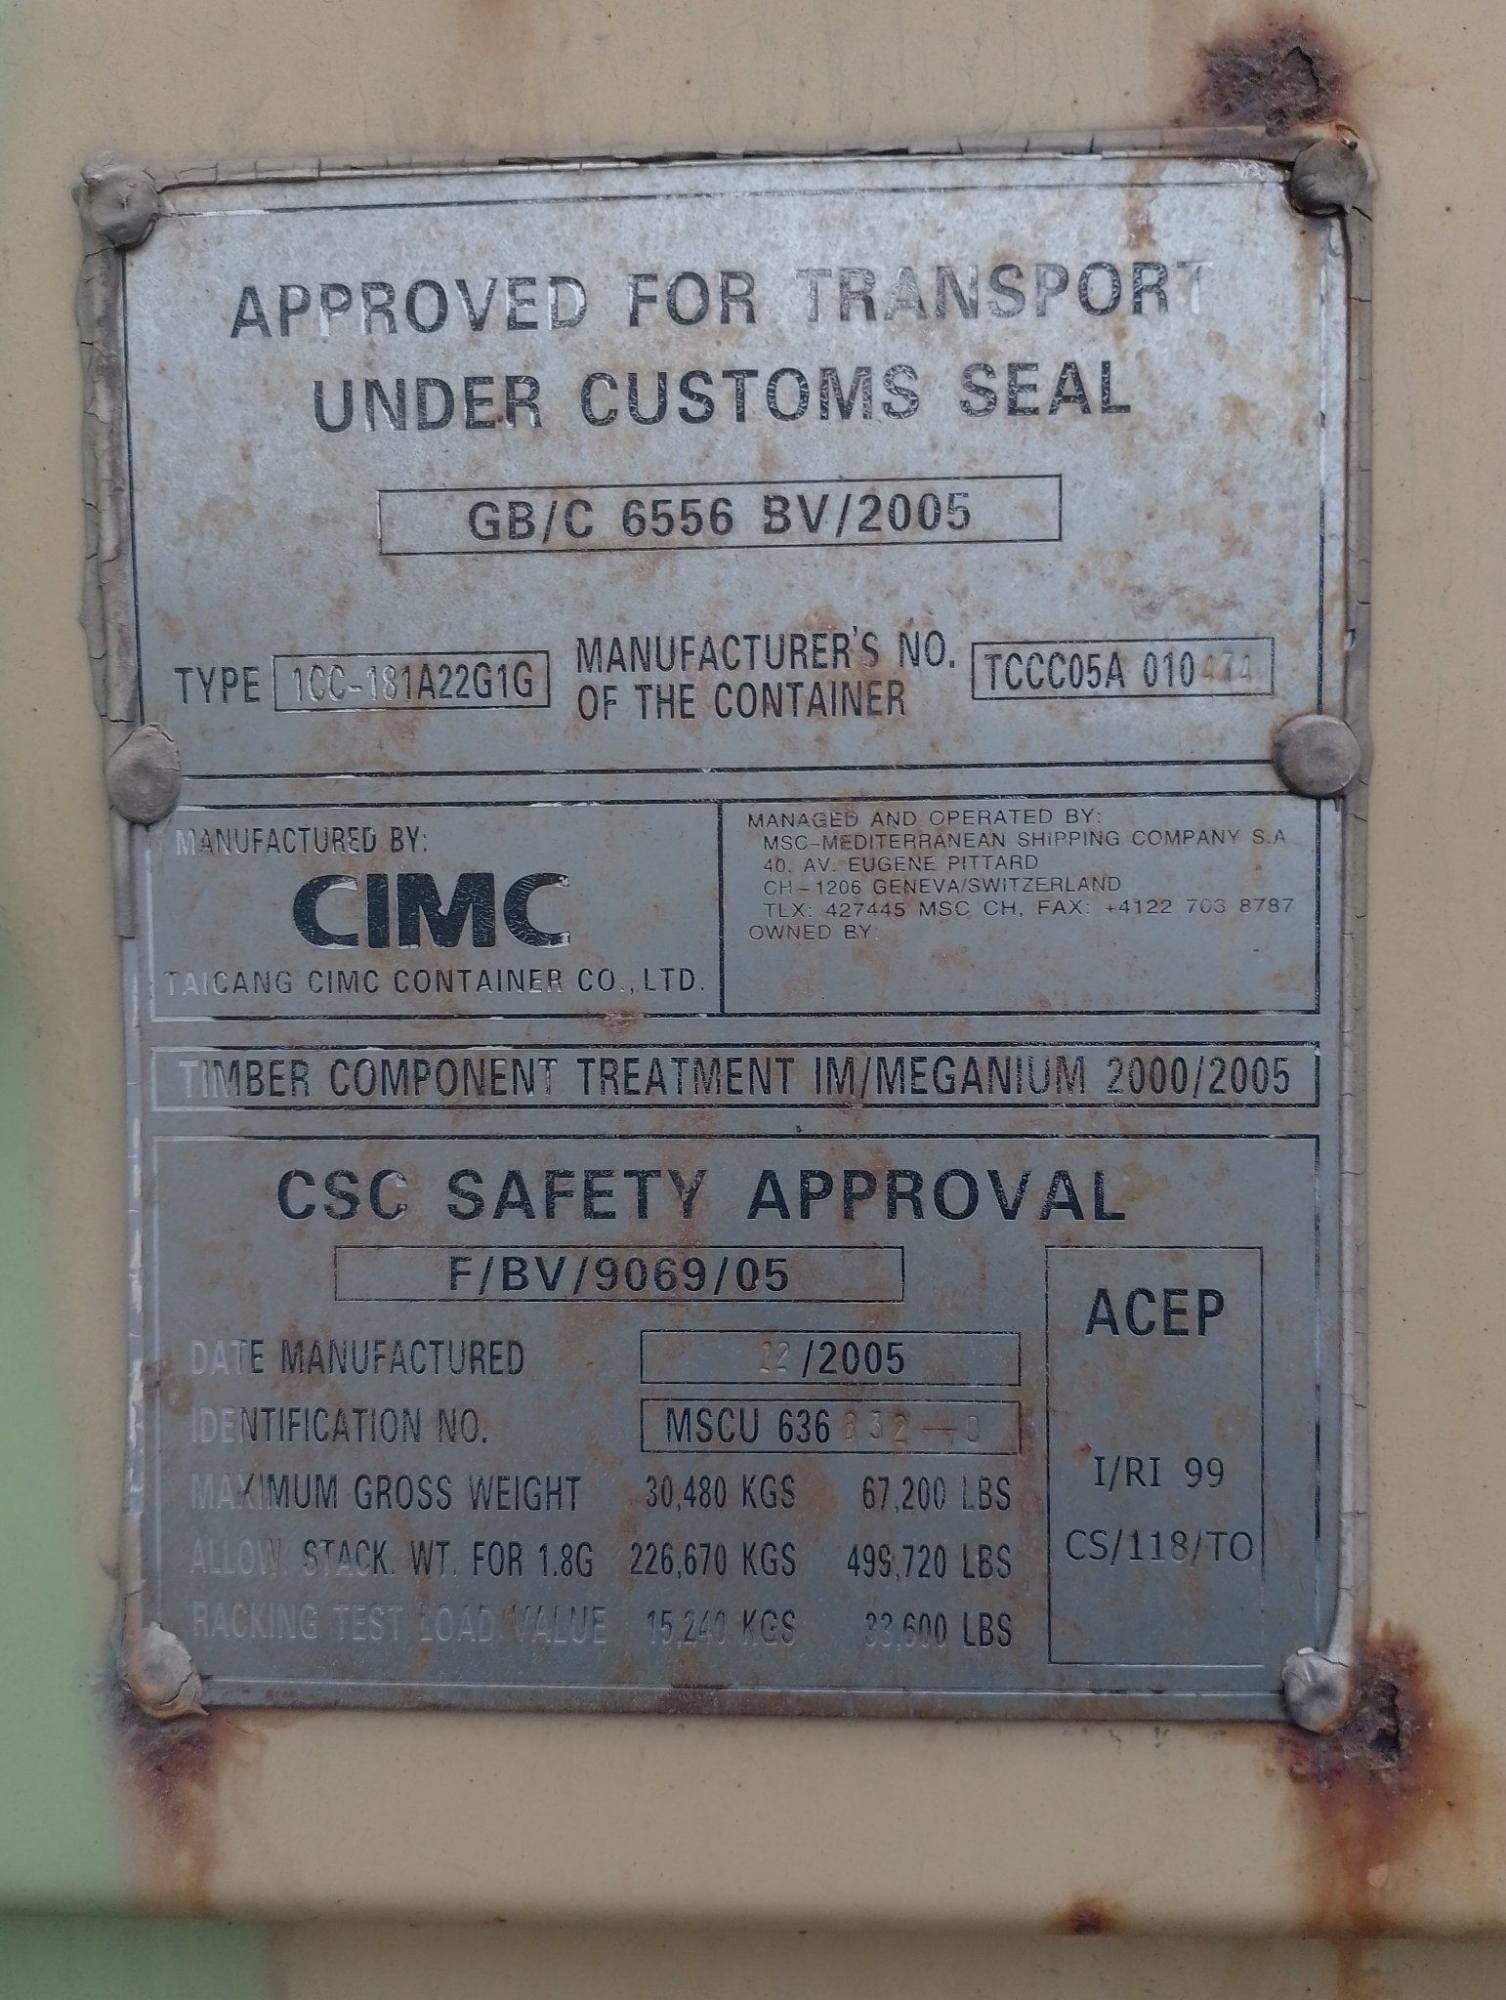 APPROVED FOR TRANSPORT
UNDER CUSTOMS SEAL
GB/C 6556 BV/2005
TYPE 1CC-181A22G1G
MANUFACTURER'S NO.
OF THE CONTAINER
TCCC05A
MANUFACTURED BY:
CIMC
TAICANG CIMC CONTAINER CO., LTD.
MANAGED AND OPERATED BY:
MSC-MEDITERRANEAN SHIPPING COMPANY S.A
40. AV. EUGENE PITTARD
CH-1206 GENEVA/SWITZERLAND
TLX: 427445 MSC CH, FAX: +4122 703 8787
OWNED BY
TIMBER COMPONENT TREATMENT IM/MEGANIUM 2000/2005
CSC SAFETY APPROVAL
F/BV/9069/05
DATE MANUFACTURED /2005
IDENTIFICATION NO. MSCU 636832-0
MAXIMUM GROSS WEIGHT 30,480 KGS 67,200 LBS
ALLOW. STACK. WT. FOR 1.8G 226,670 KGS 499,720 LBS
RACKING TEST LOAD VALUE 15,240 KGS 33,600 LBS
ACEP
I/RI 99
CS/118/TO